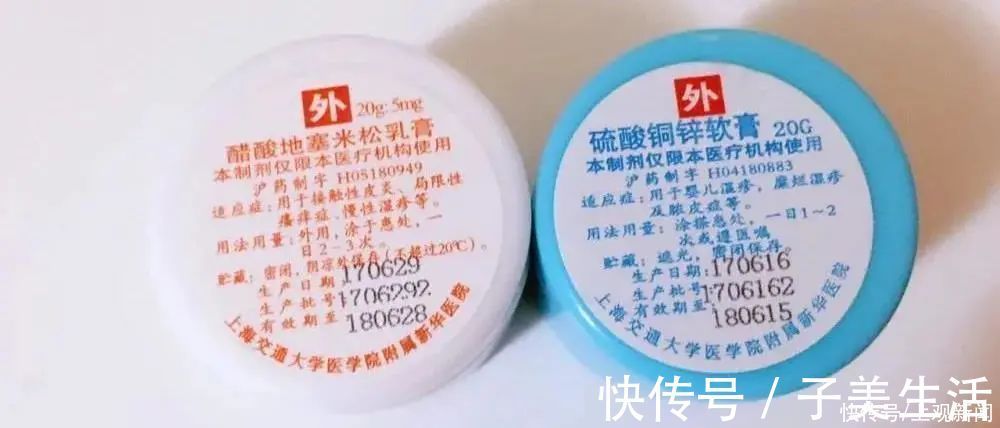 外 20g:5mg
醋酸地塞米松乳膏
本制剂仅限本医疗机构使用
沪药制字 H05180949
适应症:用于接触性皮炎、局限性
瘙痒症、慢性湿疹等。
用法用量:外用,涂于患处,一
日2-3次。
贮藏:密闭,阴凉处保存(不超过20℃)。
生产日期:170629
生产批号:1706292
有效期至:180628
上海交通大学医学院附属新华医院
外
硫酸铜锌软膏 20G
本制剂仅限本医疗机构使用
沪药制字 H04180883
适应症:用于婴儿湿疹,糜烂湿疹
及脓皮症等。
用法用量:涂搽患处,一日1~2
次或遵医嘱
贮藏:遮光,密闭保存。
生产日期:170616
生产批号:1706162
有效期至:180615
上海交通大学医学院附属新华医院
快传号/子美生活
快传号/上观新闻